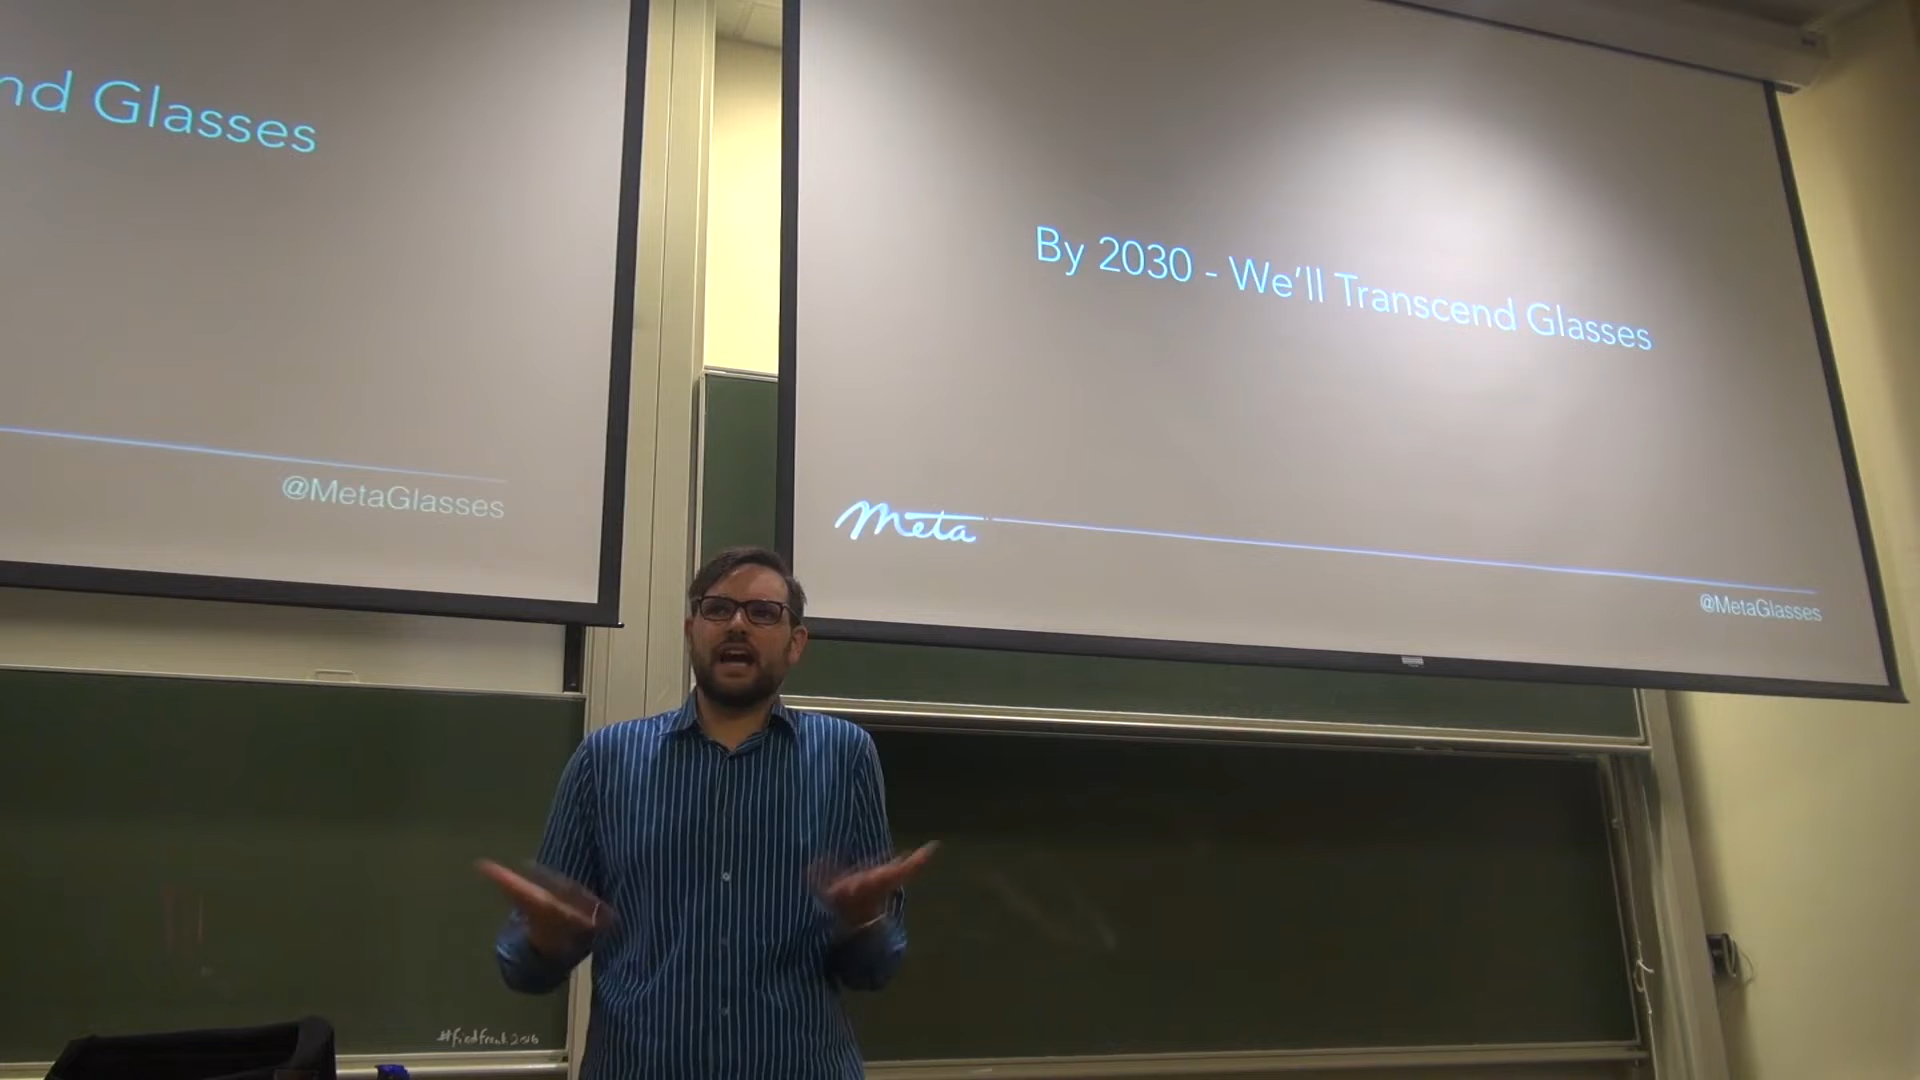 nd Glasses
@MetaGlasses
By 2030 - We'll Transcend Glasses
Meta
@MetaGlasses